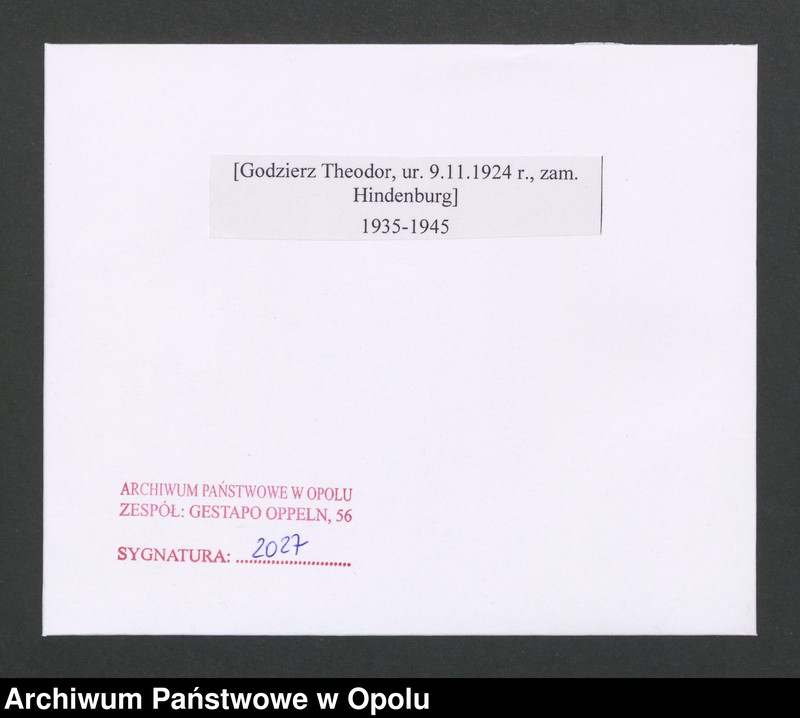 [Godzierz Theodor, ur. 9.11.1924 r., zam.
Hindenburg]
1935-1945
ARCHIWUM PAŃSTWOWE W OPOLU
ZESPÓŁ: GESTAPO OPPELN, 56
SYGNATURA: 2027
Archiwum Państwowe w Opolu